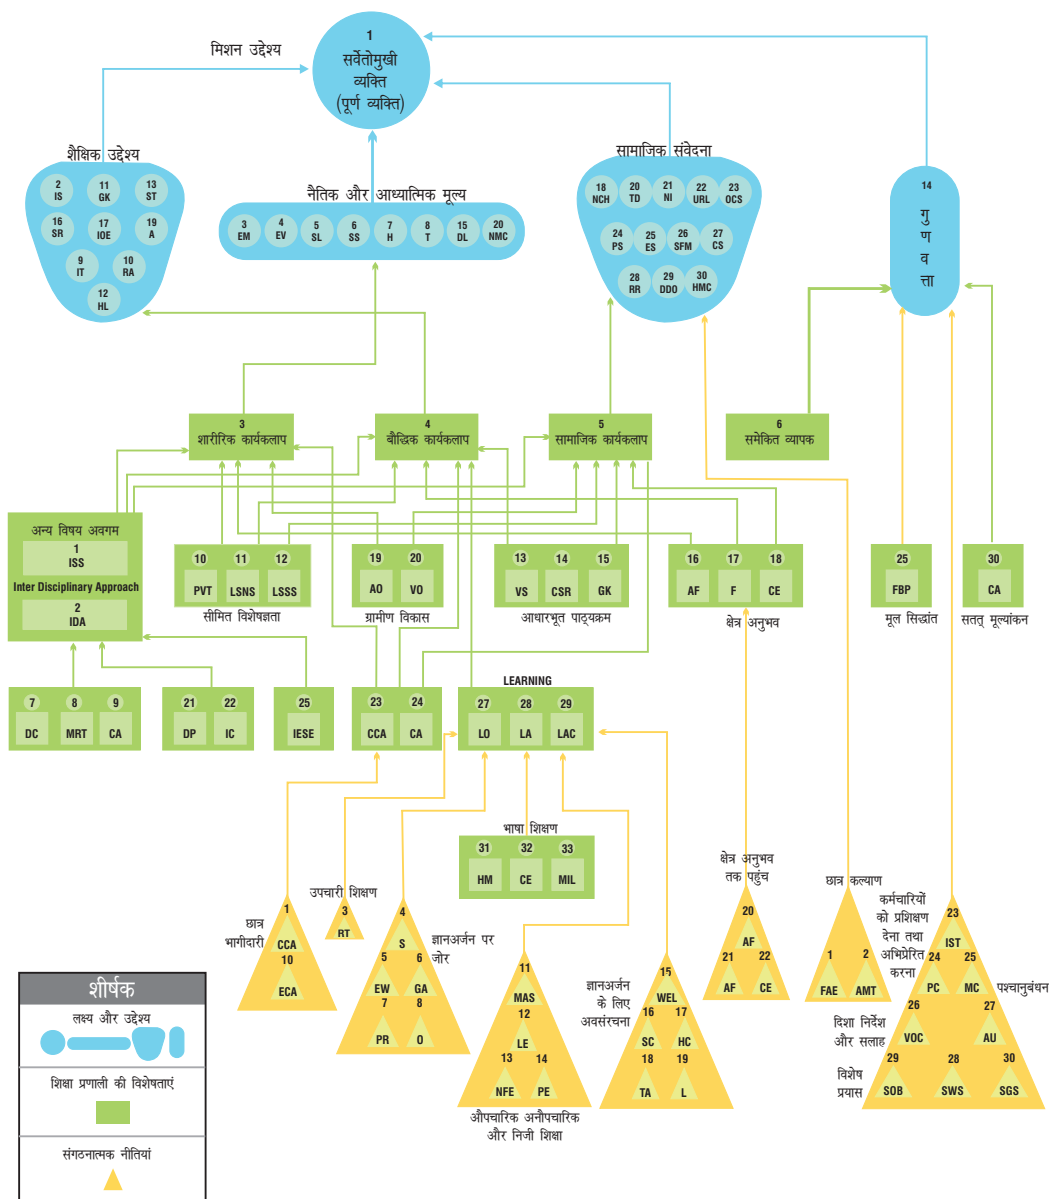 1
सर्वेतोमुखी
व्यक्ति
(पूर्ण व्यक्ति)
मिशन उद्देश्य
शैक्षिक उद्देश्य
2 11 13
IS GK ST
16 17 19
SR IOE A
9 10
IT RA
12
HL
नैतिक और आध्यात्मिक मूल्य
3 4 5 6 7 8 15 20
EM EV SL SS H T DL NMC
सामाजिक संवेदना
18 20 21 22 23
NCH TD NI URL OCS
24 25 26 27
PS ES SFM CS
28 29 30
RR DDO HMC
14
गु
ण
व
त्ता
3
शारीरिक कार्यकलाप
4
बौद्धिक कार्यकलाप
5
सामाजिक कार्यकलाप
6
समेकित व्यापक
अन्य विषय अवगम
1
ISS
Inter Disciplinary Approach
2
IDA
10 11 12
PVT LSNS LSSS
सीमित विशेषज्ञता
19 20
AO VO
ग्रामीण विकास
13 14 15
VS CSR GK
आधारभूत पाठ्यक्रम
16 17 18
AF F CE
क्षेत्र अनुभव
25
FBP
मूल सिद्धांत
30
CA
सतत् मूल्यांकन
7 8 9
DC MRT CA
21 22
DP IC
25
IESE
23 24
CCA CA
LEARNING
27 28 29
LO LA LAC
भाषा शिक्षण
31 32 33
HM CE MIL
छात्र
भागीदारी
1
CCA
10
ECA
उपचारी शिक्षण
3
RT
4
S
5 6
EW GA
7 8
PR O
ज्ञानअर्जन पर
जोर
11
MAS
12
LE
13 14
NFE PE
औपचारिक अनौपचारिक
और निजी शिक्षा
ज्ञानअर्जन
के लिए
अवसंरचना
15
WEL
16 17
SC HC
18 19
TA L
क्षेत्र अनुभव
तक पहुंच
20
AF
21 22
AF CE
छात्र कल्याण
1 2
FAE AMT
कर्मचारियों
को प्रशिक्षण
देना तथा
अभिप्रेरित
करना
23
IST
24 25
PC MC
पश्चानुबंधन
26 27
VOC AU
दिशा निर्देश
और सलाह
29 28 30
SOB SWS SGS
विशेष
प्रयास
शीर्षक
लक्ष्य और उद्देश्य
शिक्षा प्रणाली की विशेषताएं
संगठनात्मक नीतियां